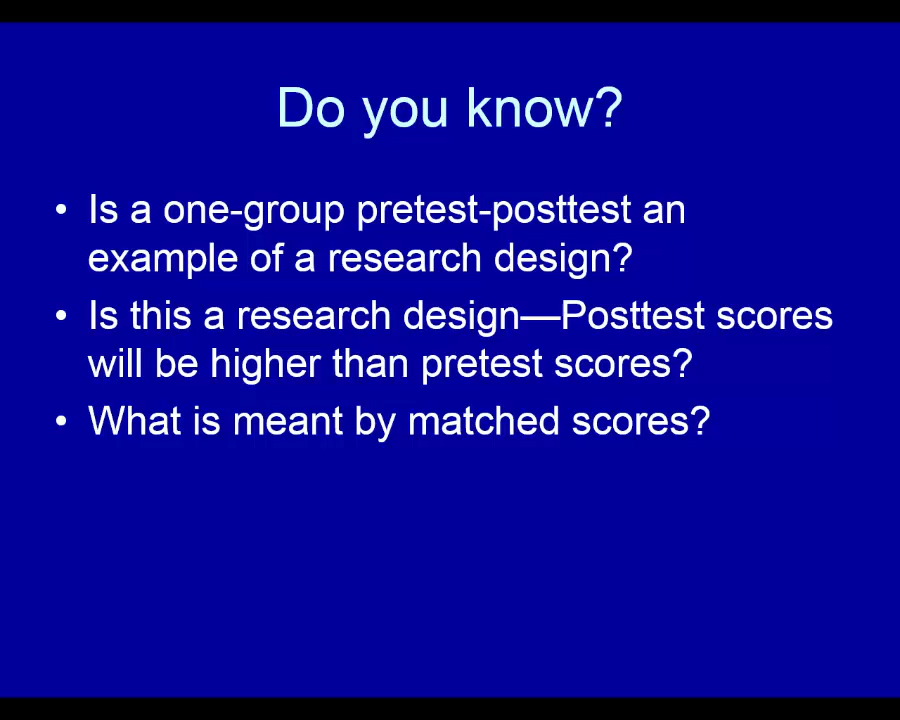 Do you know?
• Is a one-group pretest-posttest an
example of a research design?
• Is this a research design—Posttest scores
will be higher than pretest scores?
• What is meant by matched scores?